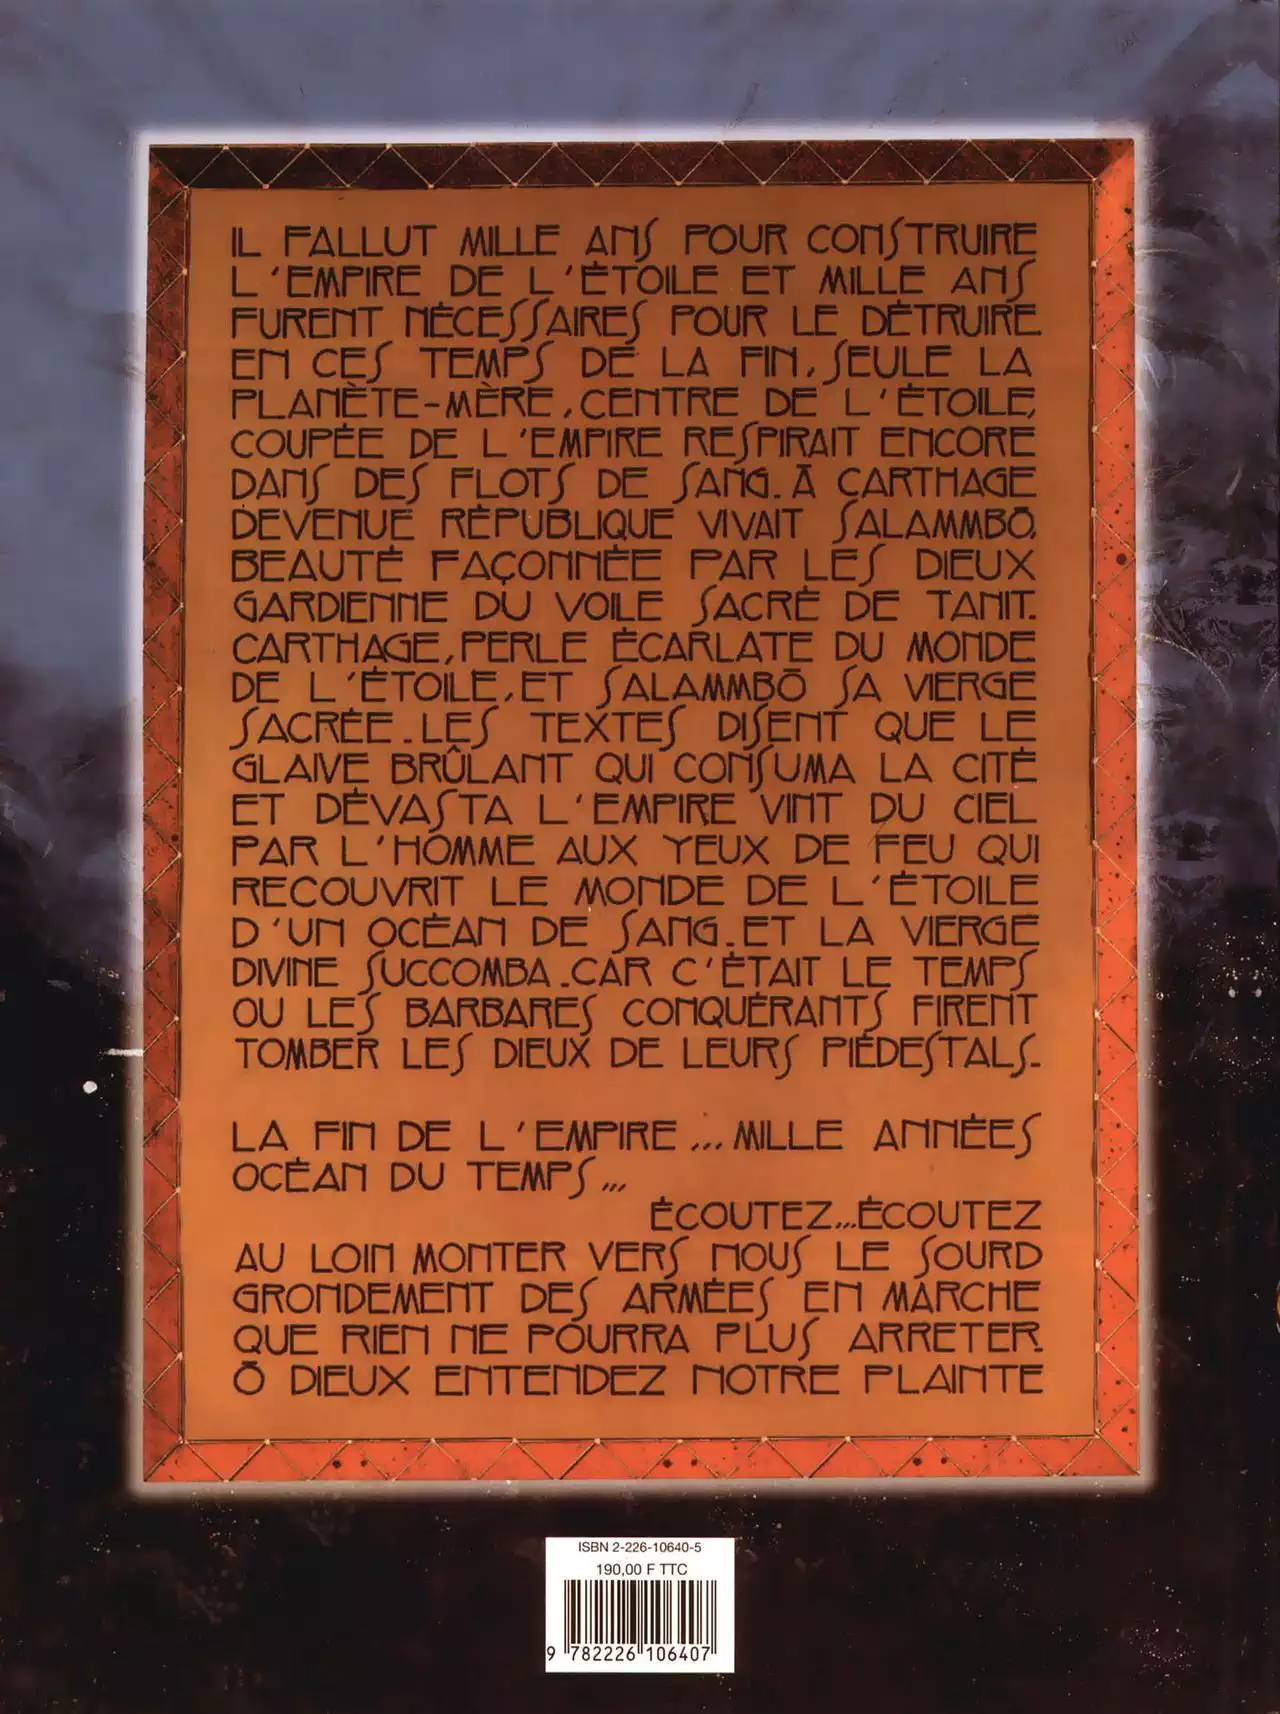 IL FALLUT MILLE ANS POUR CONSTRUIRE
L'EMPIRE DE L'ÉTOILE ET MILLE ANS
FURENT NÉCESSAIRES POUR LE DÉTRUIRE.
EN CES TEMPS DE LA FIN, SEULE LA
PLANÈTE-MÈRE, CENTRE DE L'ÉTOILE,
COUPÉE DE L'EMPIRE RESPIRAIT ENCORE
DANS DES FLOTS DE SANG. Ā CARTHAGE
DEVENUE RÉPUBLIQUE VIVAIT SALAMMBŌ,
BEAUTÉ FAÇONNÉE PAR LES DIEUX
GARDIENNE DU VOILE SACRÉ DE TANIT.
CARTHAGE, PERLE ÉCARLATE DU MONDE
DE L'ÉTOILE, ET SALAMMBŌ SA VIERGE
SACRÉE. LES TEXTES DISENT QUE LE
GLAIVE BRÛLANT QUI CONSUMA LA CITÉ
ET DÉVASTA L'EMPIRE VINT DU CIEL
PAR L'HOMME AUX YEUX DE FEU QUI
RECOUVRIT LE MONDE DE L'ÉTOILE
D'UN OCÉAN DE SANG. ET LA VIERGE
DIVINE SUCCOMBA. CAR C'ÉTAIT LE TEMPS
OU LES BARBARES CONQUÉRANTS FIRENT
TOMBER LES DIEUX DE LEURS PIÉDESTALS.
LA FIN DE L'EMPIRE... MILLE ANNÉES
OCÉAN DU TEMPS...
ÉCOUTEZ...ÉCOUTEZ
AU LOIN MONTER VERS NOUS LE SOURD
GRONDEMENT DES ARMÉES EN MARCHE
QUE RIEN NE POURRA PLUS ARRETER.
Ō DIEUX ENTENDEZ NOTRE PLAINTE
ISBN 2-226-10640-5
190,00 F TTC
9 782226 106407